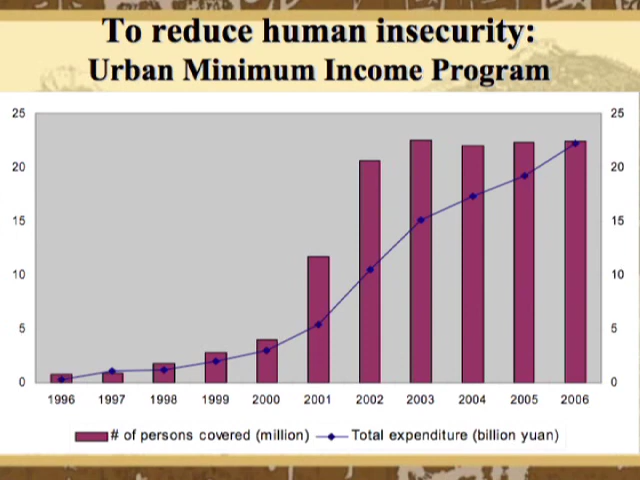 To reduce human insecurity:
Urban Minimum Income Program
25 25
20 20
15 15
10 10
5 5
0 0
1996 1997 1998 1999 2000 2001 2002 2003 2004 2005 2006
# of persons covered (million) Total expenditure (billion yuan)